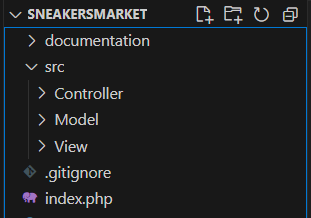 SNEAKERSMARKET
documentation
src
Controller
Model
View
.gitignore
index.php